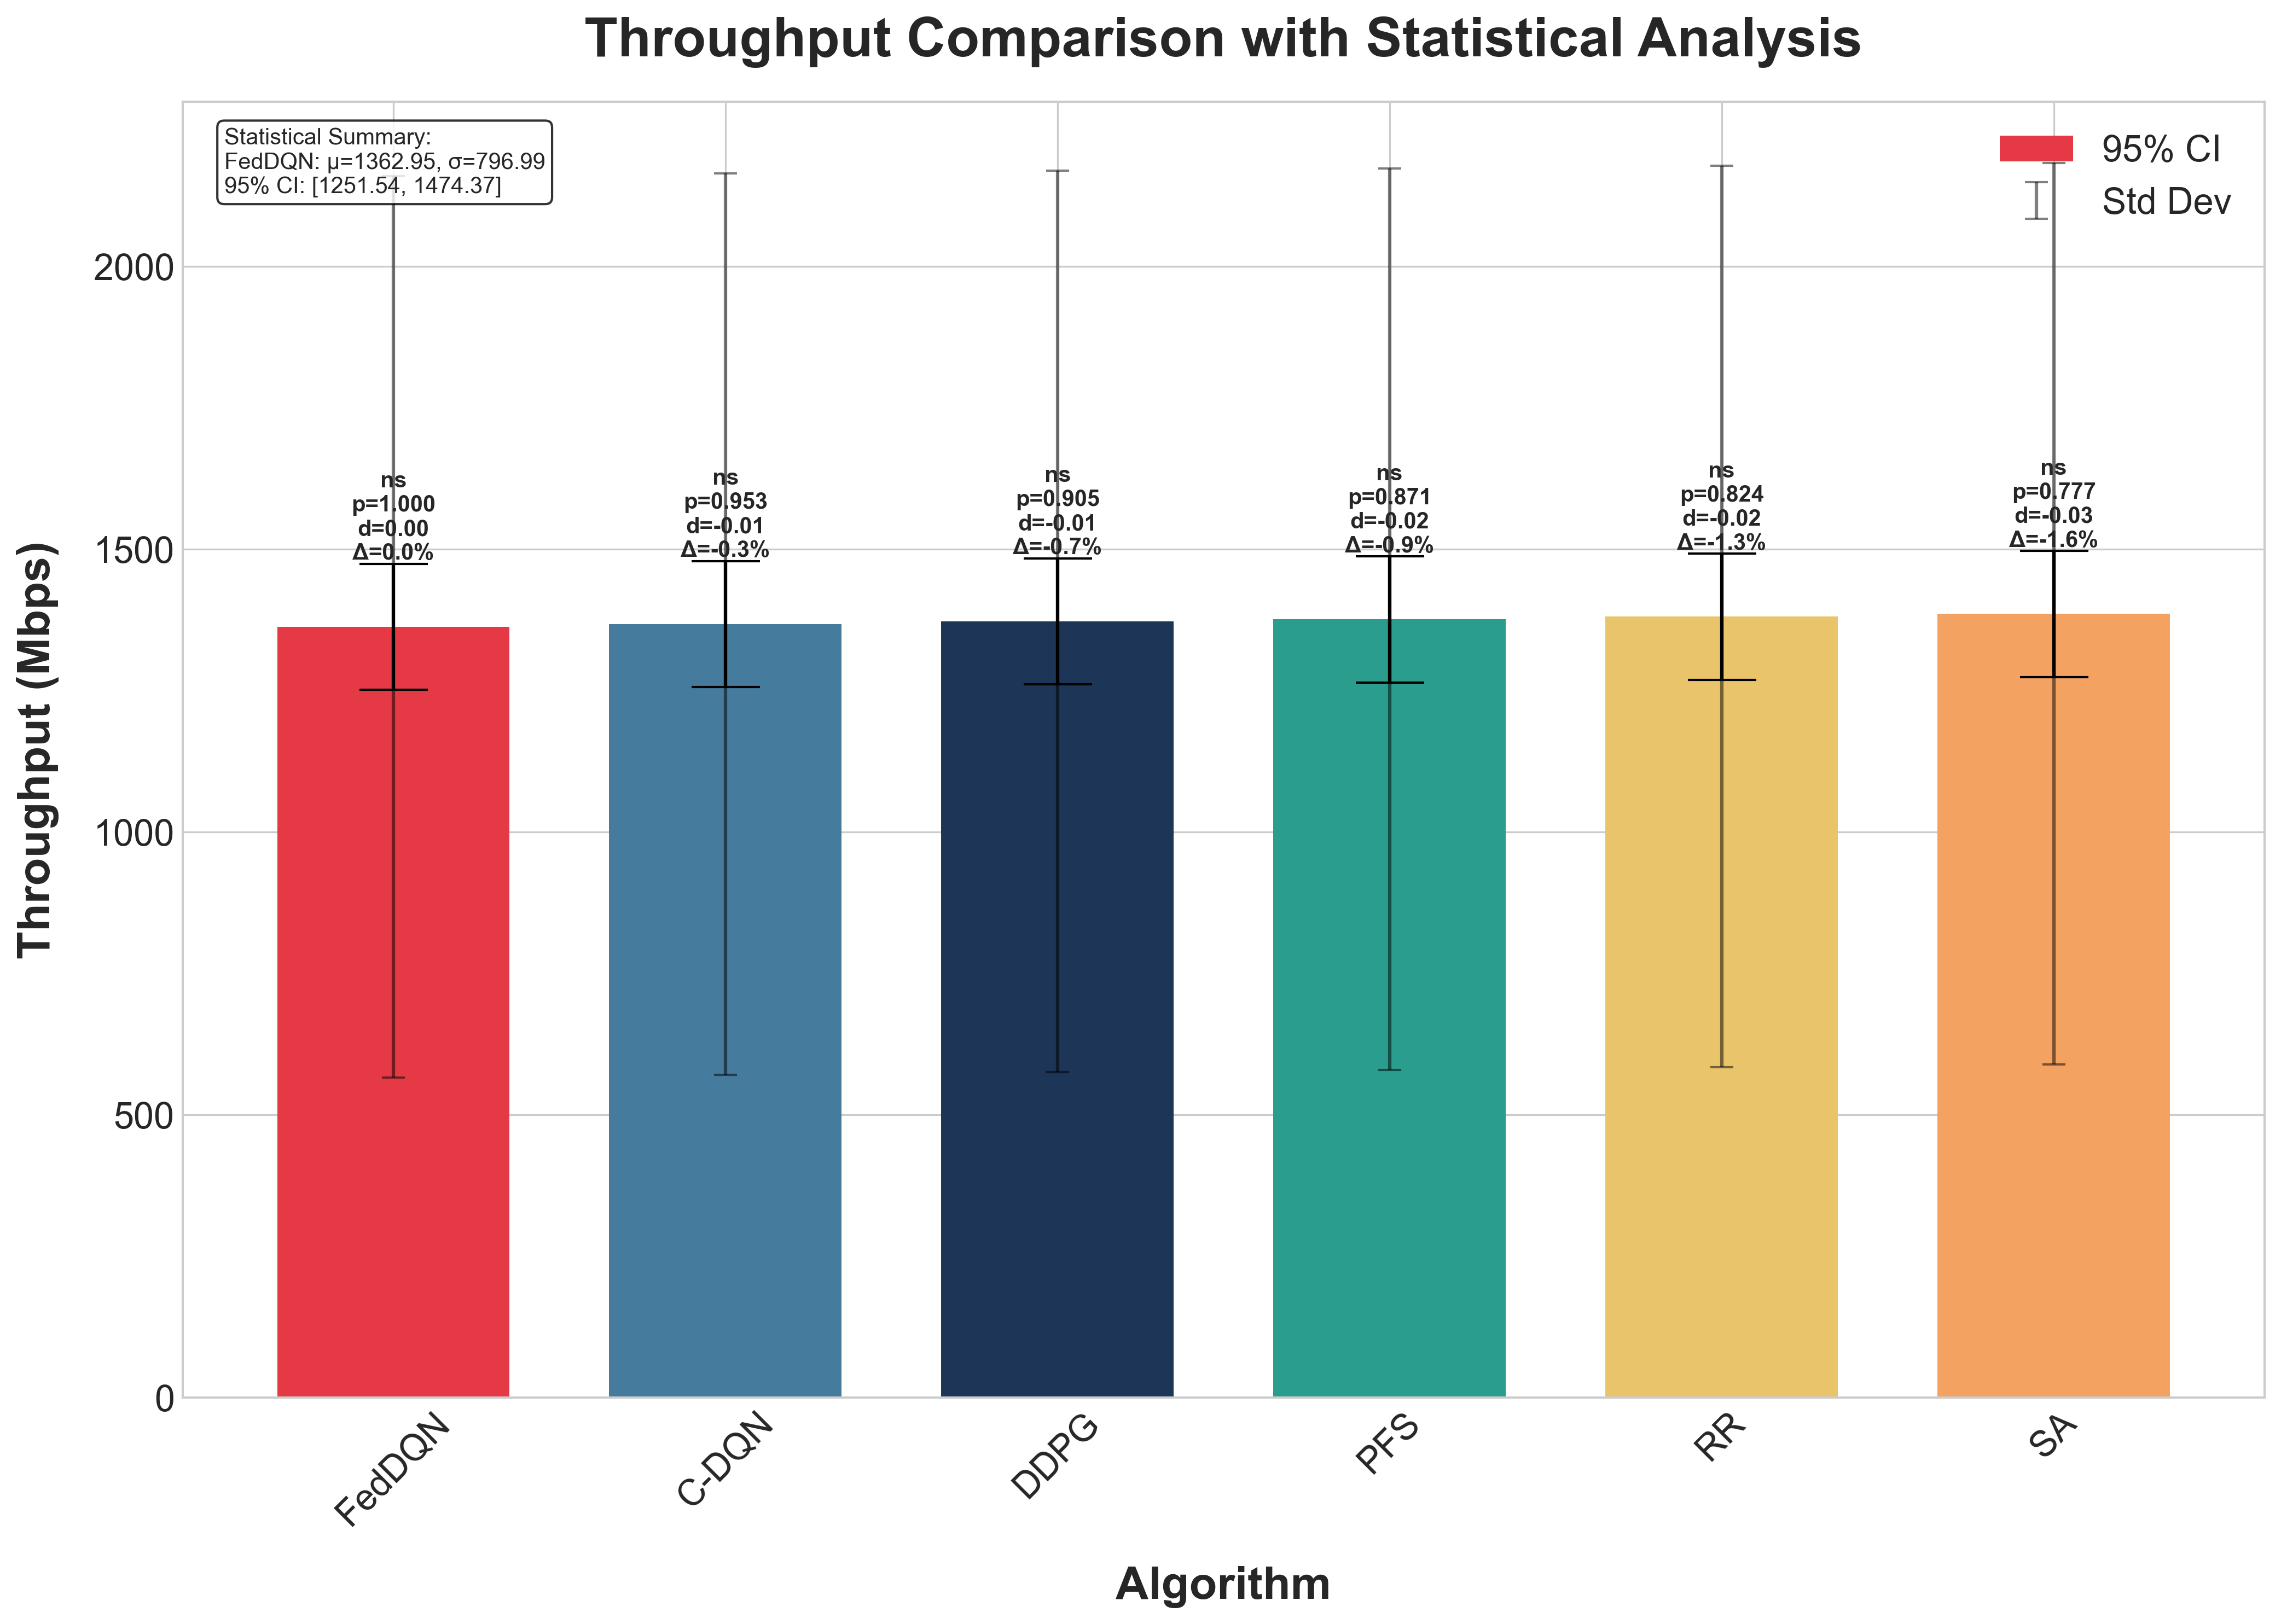 Throughput Comparison with Statistical Analysis
Statistical Summary:
FedDQN: μ=1362.95, σ=796.99
95% CI: [1251.54, 1474.37]
95% CI
Std Dev
Throughput (Mbps)
2000
1500
1000
500
0
ns
p=1.000
d=0.00
Δ=0.0%
ns
p=0.953
d=-0.01
Δ=-0.3%
ns
p=0.905
d=-0.01
Δ=-0.7%
ns
p=0.871
d=-0.02
Δ=-0.9%
ns
p=0.824
d=-0.02
Δ=-1.3%
ns
p=0.777
d=-0.03
Δ=-1.6%
FedDQN
C-DQN
DDPG
PFS
RR
SA
Algorithm